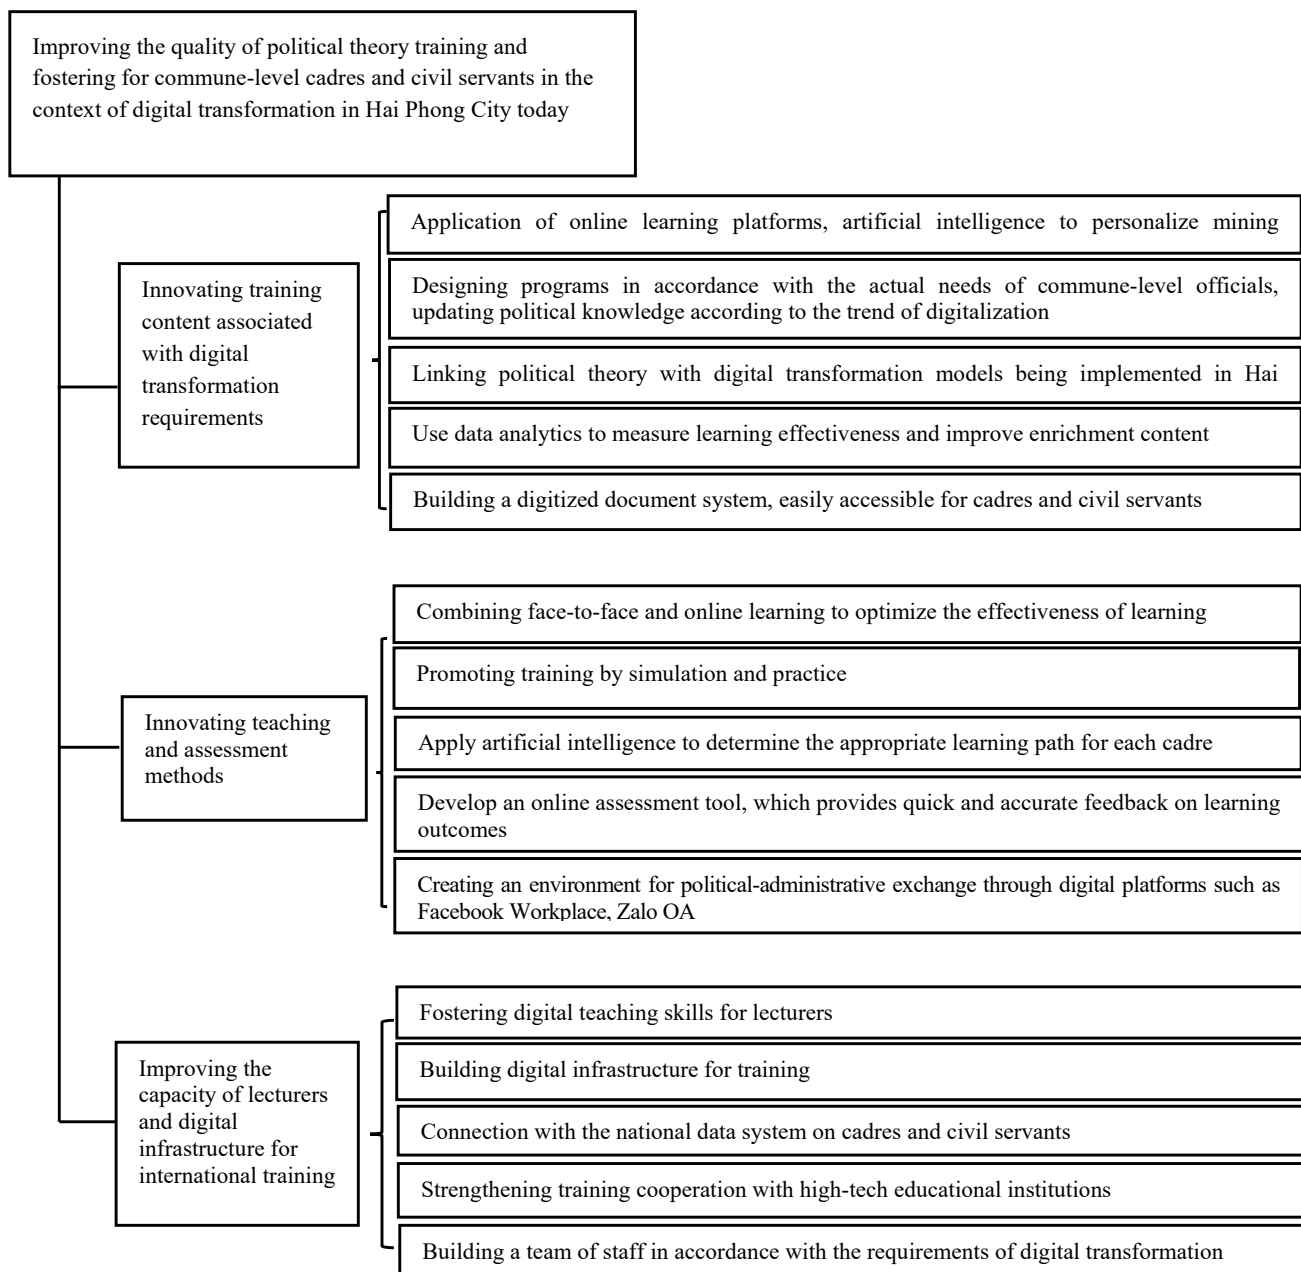 Improving the quality of political theory training and
fostering for commune-level cadres and civil servants in the
context of digital transformation in Hai Phong City today
Innovating training
content associated
with digital
transformation
requirements
Application of online learning platforms, artificial intelligence to personalize mining
Designing programs in accordance with the actual needs of commune-level officials,
updating political knowledge according to the trend of digitalization
Linking political theory with digital transformation models being implemented in Hai
Use data analytics to measure learning effectiveness and improve enrichment content
Building a digitized document system, easily accessible for cadres and civil servants
Innovating teaching
and assessment
methods
Combining face-to-face and online learning to optimize the effectiveness of learning
Promoting training by simulation and practice
Apply artificial intelligence to determine the appropriate learning path for each cadre
Develop an online assessment tool, which provides quick and accurate feedback on learning
outcomes
Creating an environment for political-administrative exchange through digital platforms such as
Facebook Workplace, Zalo OA
Improving the
capacity of lecturers
and digital
infrastructure for
international training
Fostering digital teaching skills for lecturers
Building digital infrastructure for training
Connection with the national data system on cadres and civil servants
Strengthening training cooperation with high-tech educational institutions
Building a team of staff in accordance with the requirements of digital transformation